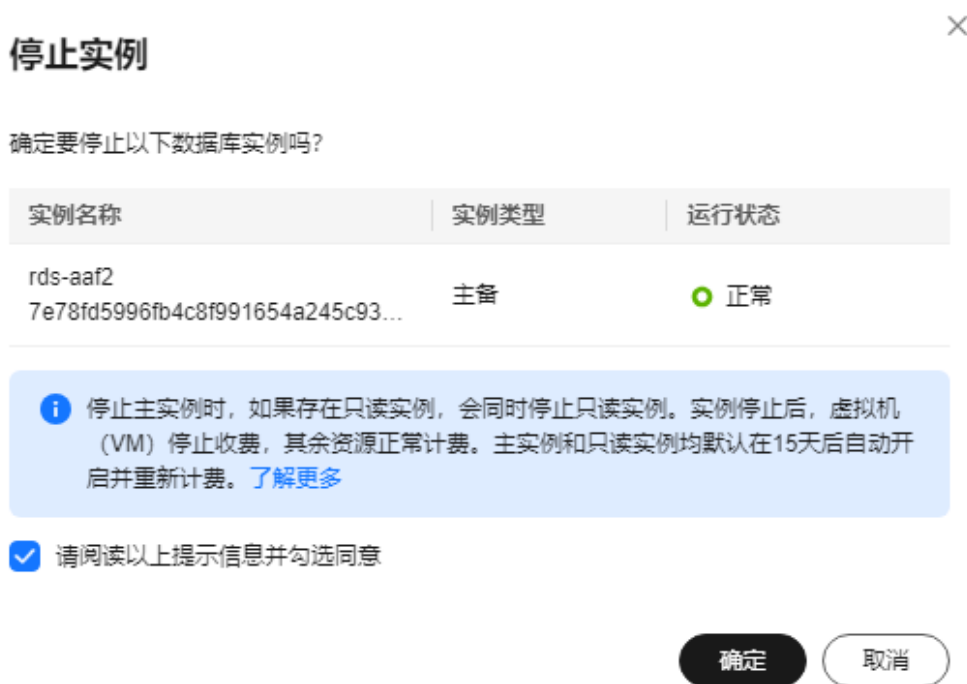 停止实例
确定要停止以下数据库实例吗?
实例名称 实例类型 运行状态
rds-aaf2
7e78fd5996fb4c8f991654a245c93...
主备 正常
停止主实例时，如果存在只读实例，会同时停止只读实例。实例停止后，虚拟机
（VM）停止收费，其余资源正常计费。主实例和只读实例均默认在15天后自动开
启并重新计费。了解更多
请阅读以上提示信息并勾选同意
确定 取消